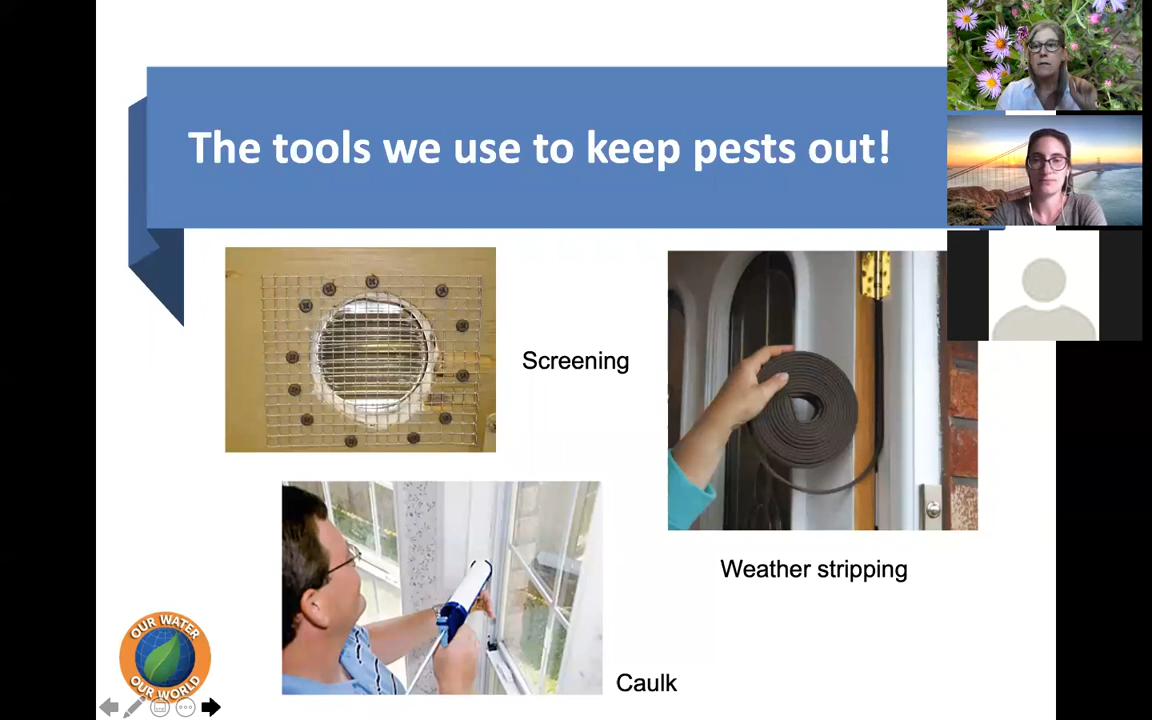 The tools we use to keep pests out!
Screening
Weather stripping
Caulk
OUR WATER
OUR WORLD